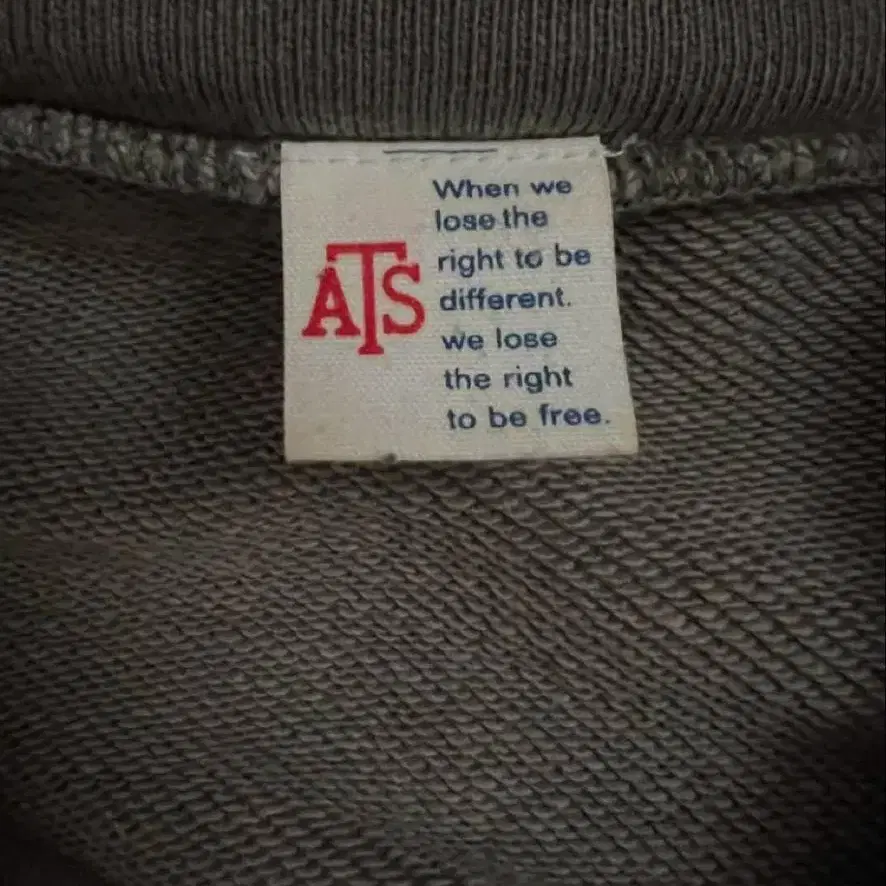 ATS
When we
lose the
right to be
different.
we lose
the right
to be free.